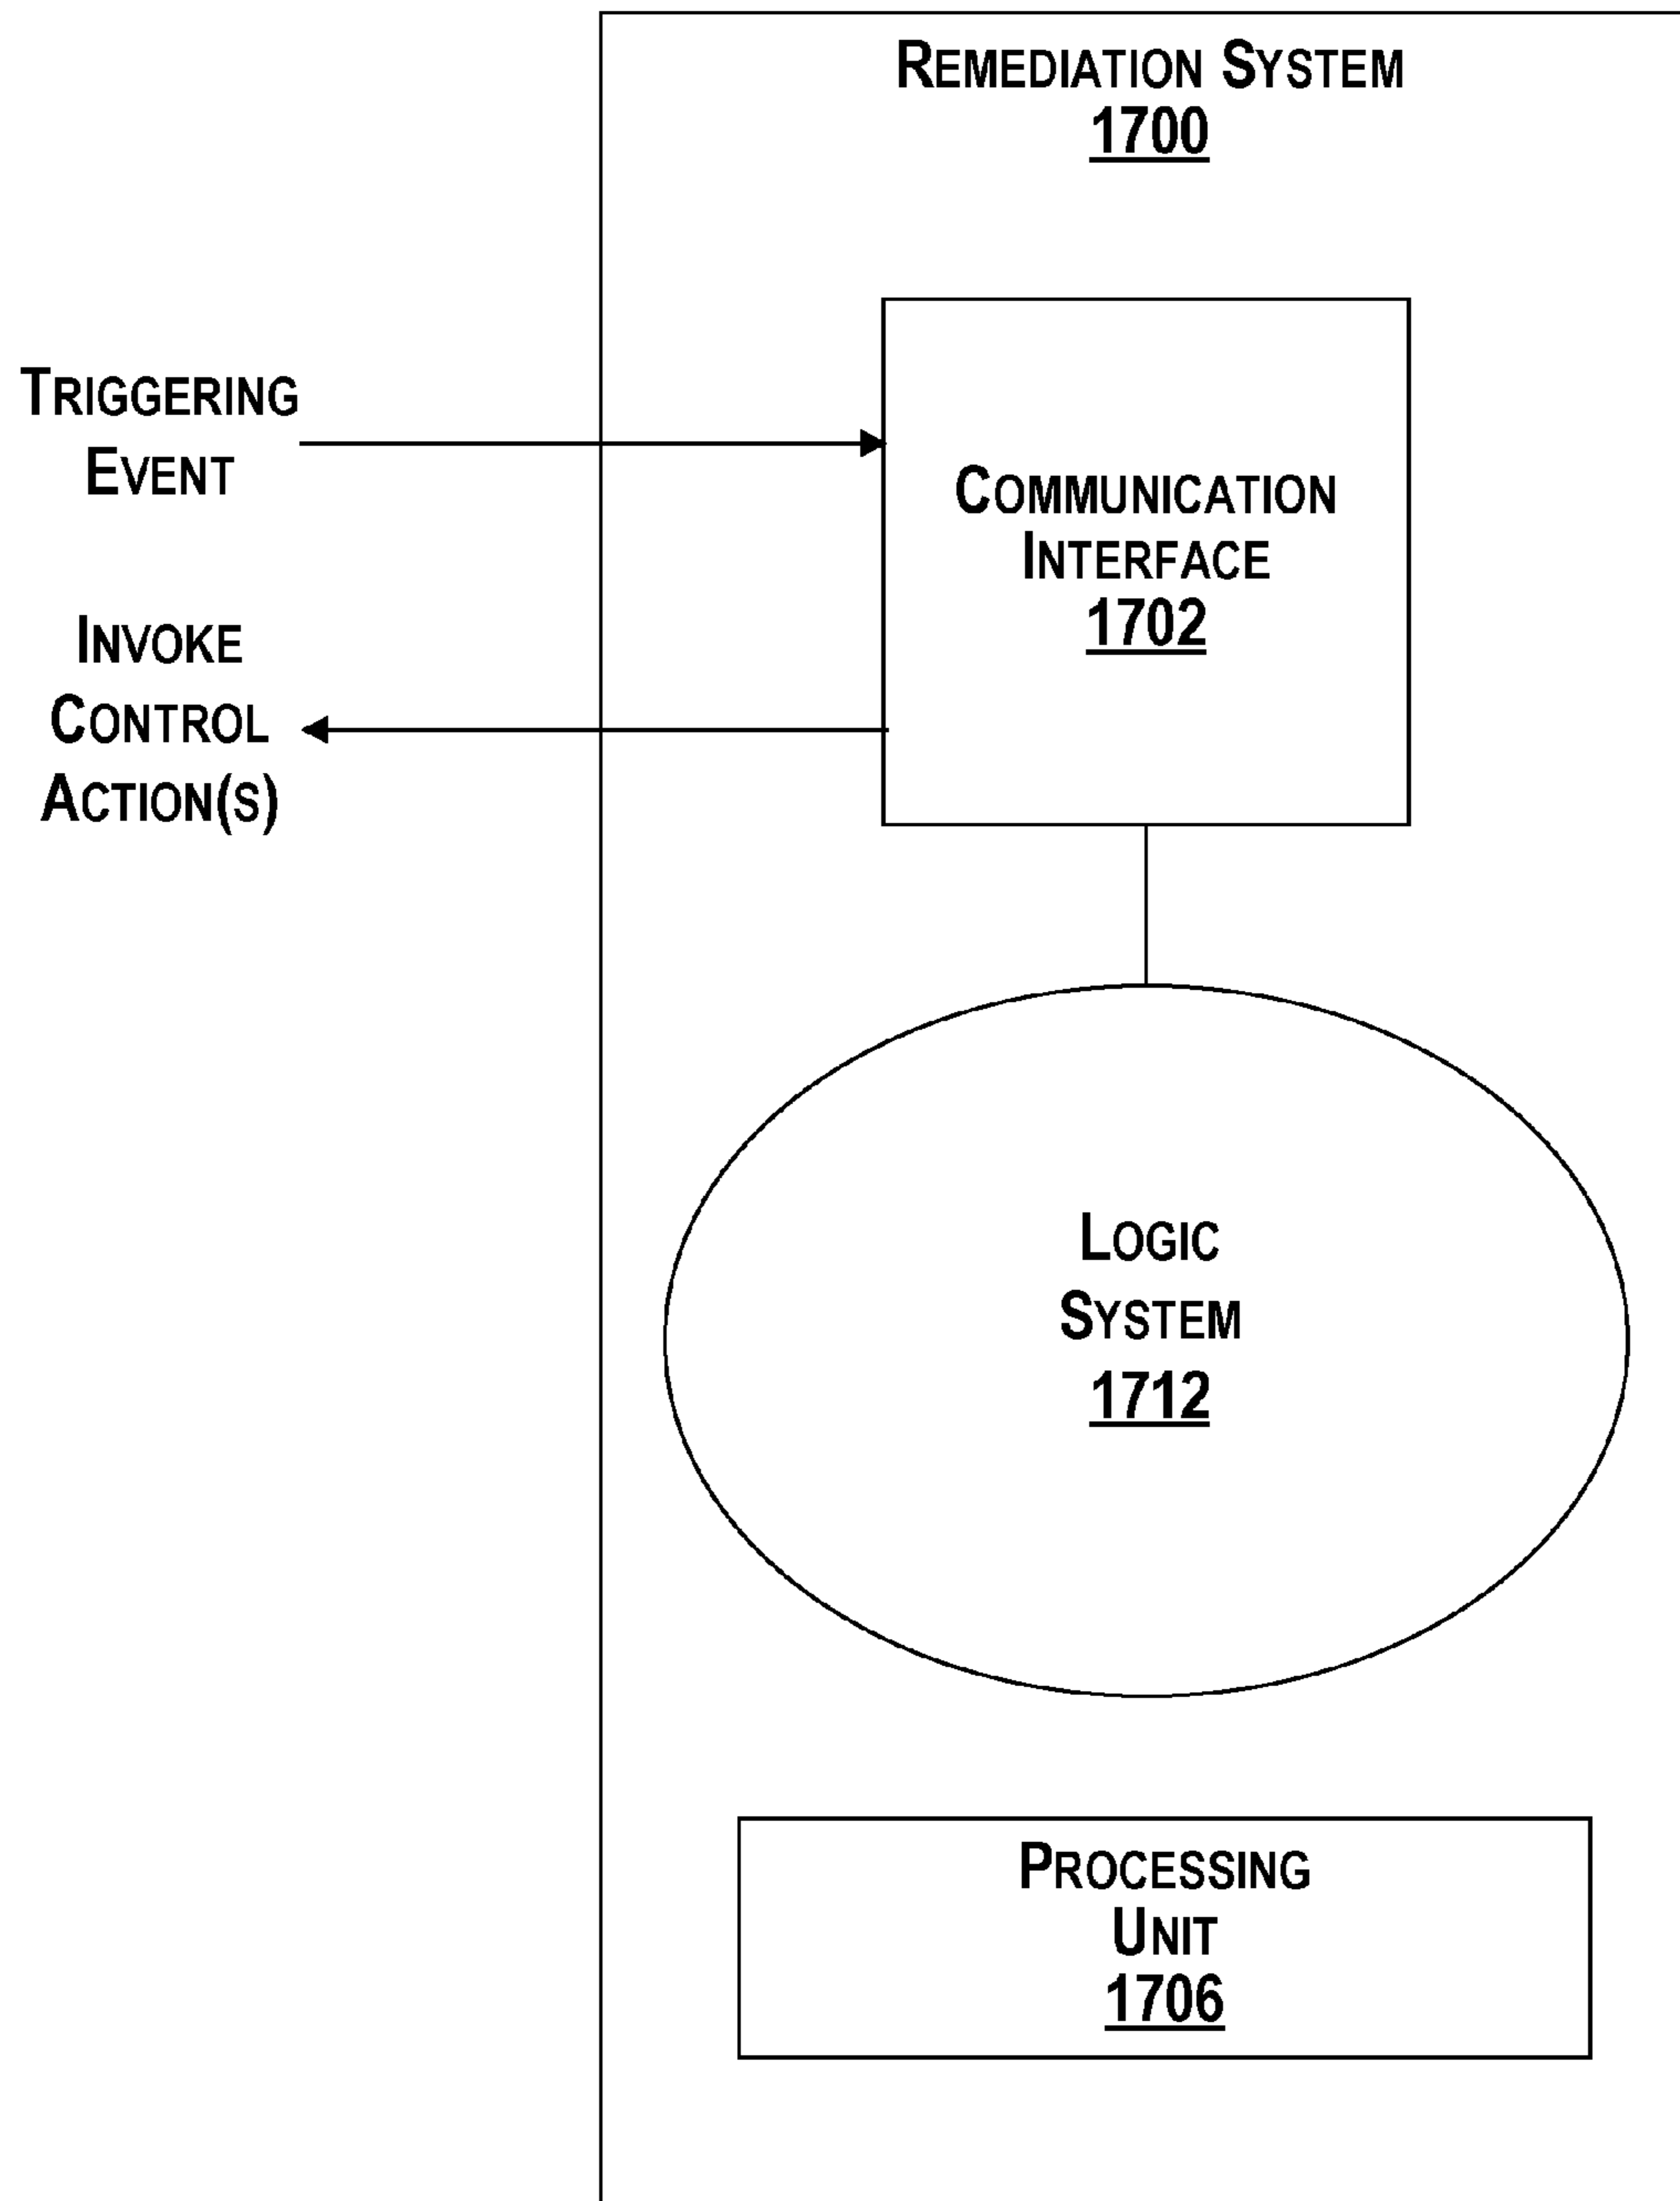 REMEDIATION SYSTEM
1700
TRIGGERING
EVENT
COMMUNICATION
INTERFACE
1702
INVOKE
CONTROL
ACTION(S)
LOGIC
SYSTEM
1712
PROCESSING
UNIT
1706